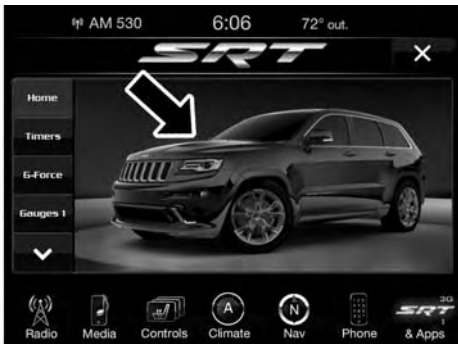 AM 530 6:06 72° out.
SRT X
Home
Timers
G-Force
Gauges 1
A N 3G
SRT
1
Radio Media Controls Climate Nav Phone & Apps